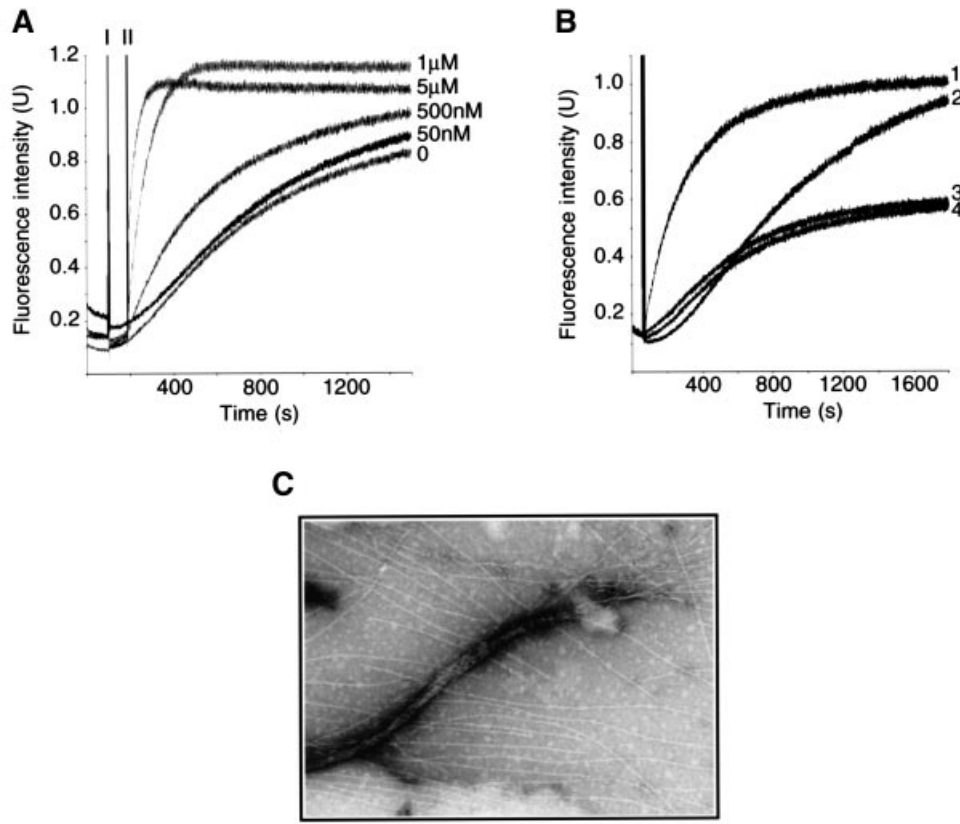 A
I II
Fluorescence intensity (U)
1.2
1.0
0.8
0.6
0.4
0.2
400 800 1200
Time (s)
1µM
5µM
500nM
50nM
0
B
Fluorescence intensity (U)
1.0
0.8
0.6
0.4
0.2
400 800 1200 1600
Time (s)
1
2
3
4
C